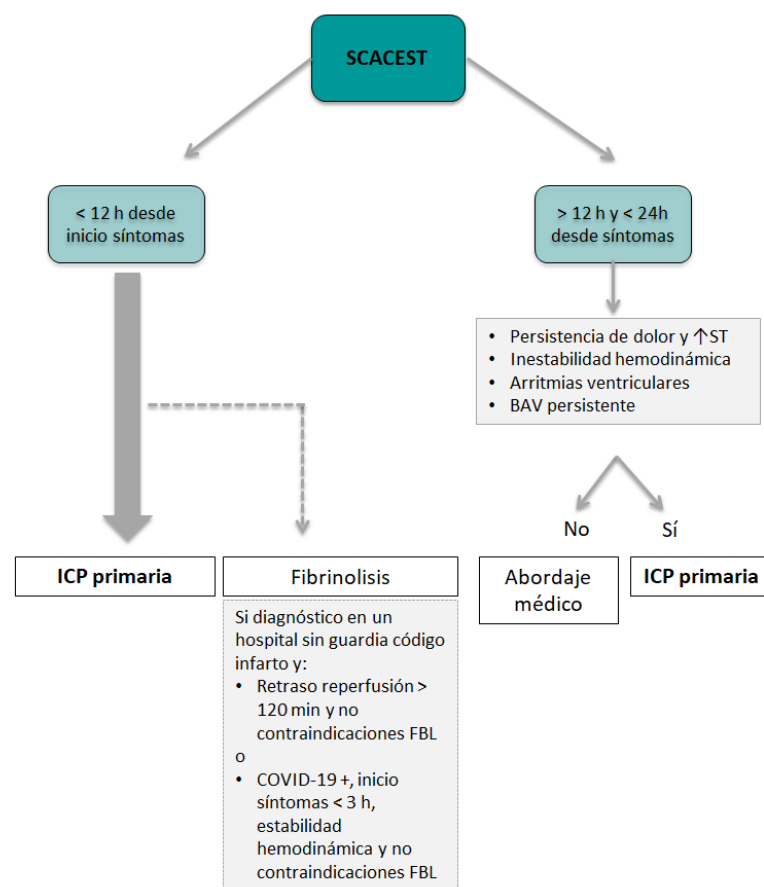 SCACEST
< 12 h desde
inicio síntomas
> 12 h y < 24h
desde síntomas
• Persistencia de dolor y ↑ST
• Inestabilidad hemodinámica
• Arritmias ventriculares
• BAV persistente
No
Sí
ICP primaria
Fibrinolisis
Abordaje
médico
ICP primaria
Si diagnóstico en un
hospital sin guardia código
infarto y:
• Retraso reperfusión >
120 min y no
contraindicaciones FBL
o
• COVID-19 +, inicio
síntomas < 3 h,
estabilidad
hemodinámica y no
contraindicaciones FBL